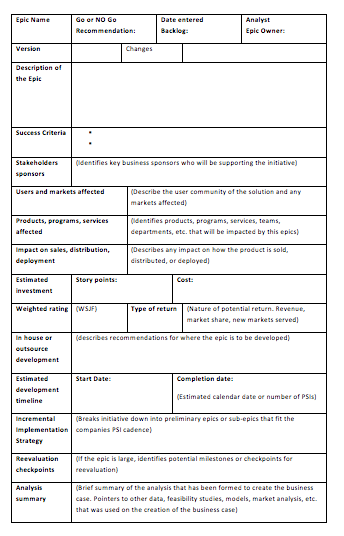 Epic Name
Go or NO Go
Recommendation:
Date entered
Backlog:
Analyst
Epic Owner:
Version
Changes
Description of
the Epic
Success Criteria
*
*
Stakeholders
sponsors
(Identifies key business sponsors who will be supporting the initiative)
Users and markets affected
(Describe the user community of the solution and any
markets affected)
Products, programs, services
affected
(Identifies products, programs, services, teams,
departments, etc. that will be impacted by this epics)
Impact on sales, distribution,
deployment
(Describes any impact on how the product is sold,
distributed, or deployed)
Estimated
investment
Story points:
Cost:
Weighted rating
(WSJF)
Type of return
(Nature of potential return. Revenue,
market share, new markets served)
In house or
outsource
development
(describes recommendations for where the epic is to be developed)
Estimated
development
timeline
Start Date:
Completion date:
(Estimated calendar date or number of PSIs)
Incremental
Implementation
Strategy
(Breaks initiative down into preliminary epics or sub-epics that fit the
companies PSI cadence)
Reevaluation
checkpoints
(If the epic is large, identifies potential milestones or checkpoints for
reevaluation)
Analysis
summary
(Brief summary of the analysis that has been formed to create the business
case. Pointers to other data, feasibility studies, models, market analysis, etc.
that was used on the creation of the business case)